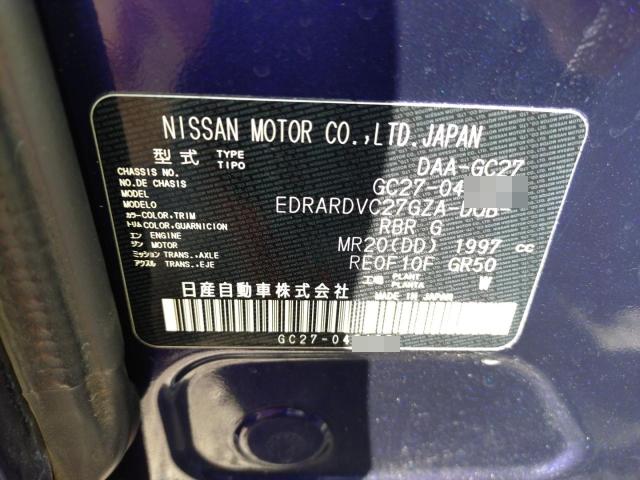 NISSAN MOTOR CO.,LTD.JAPAN
型式 TYPE TIPO DAA-GC27
CHASSIS NO.
NO.DE CHASIS GC27-04
MODEL
MODELO EDRARDVC27GZA-
カラー COLOR,TRIM
トリム COLOR,GUARNICION RBR G
エン ENGINE
ジン MOTOR MR20(DD) 1997 cc
ミッション TRANS.,AXLE
アクスル TRANS.,EJE RE0F10F GR50
工場 PLANT PLANTA W
日産自動車株式会社 MADE IN JAPAN
GC27-04